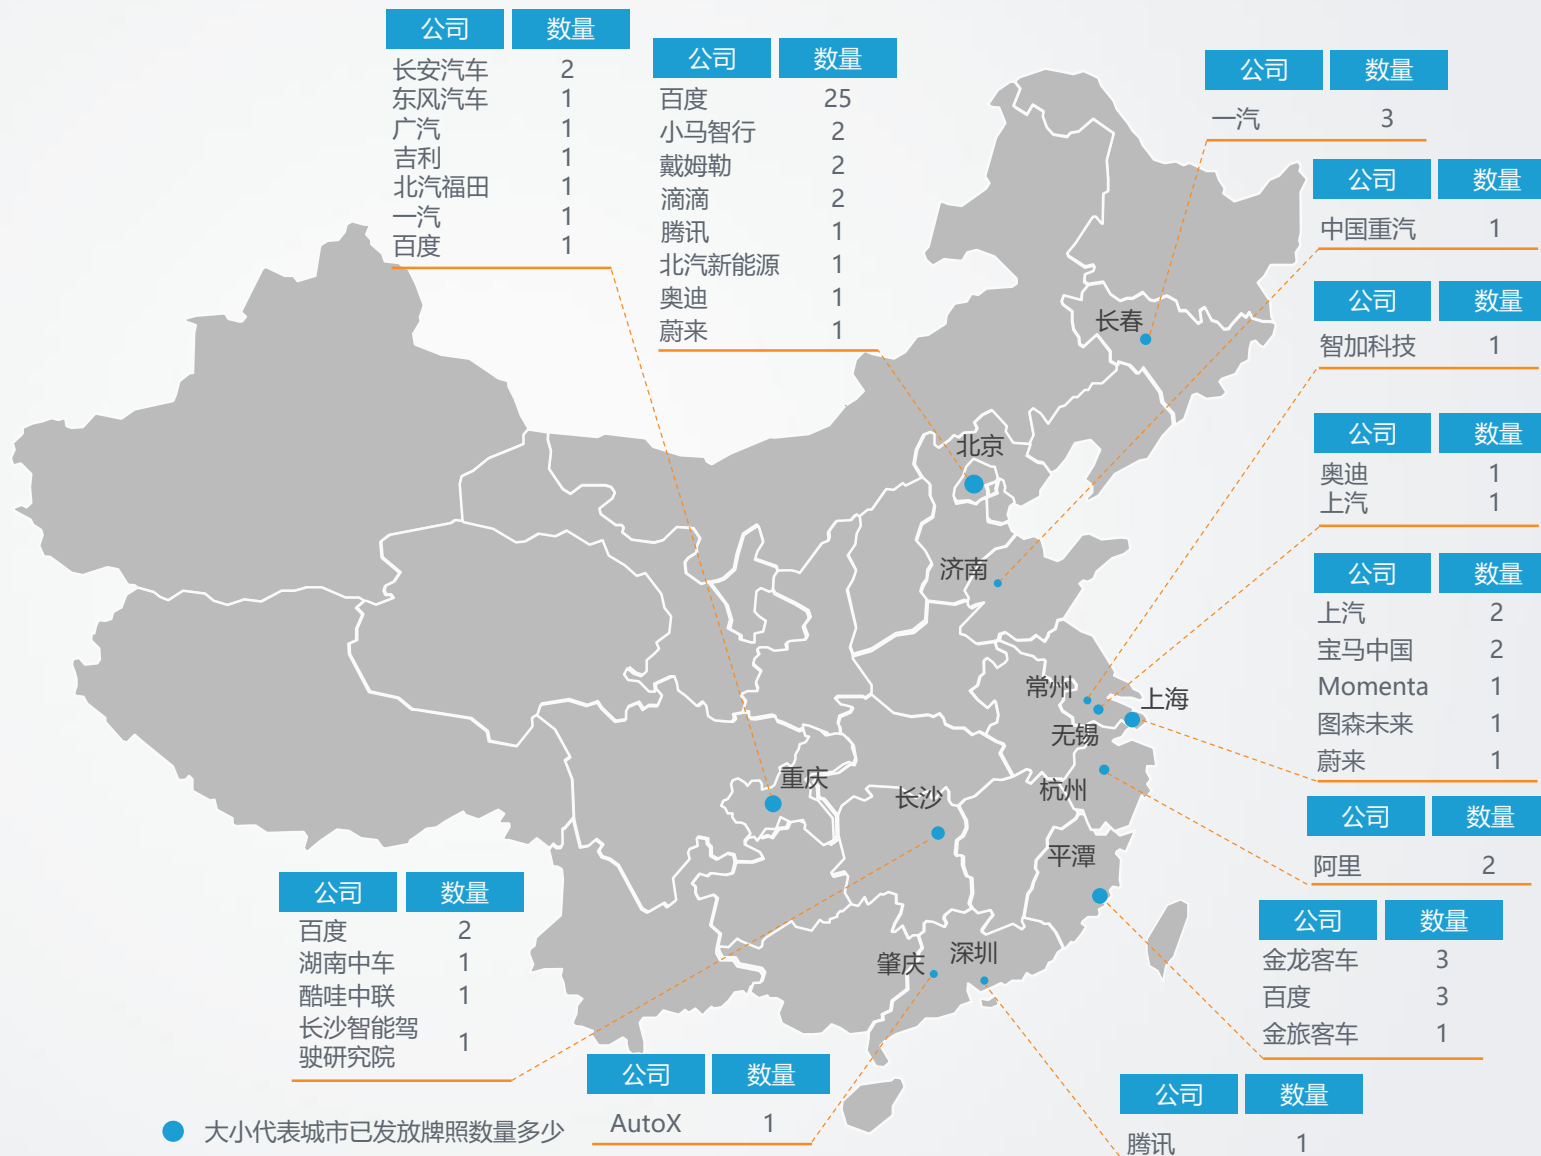 公司 数量
长安汽车 2
东风汽车 1
广汽 1
吉利 1
北汽福田 1
一汽 1
百度 1
公司 数量
百度 25
小马智行 2
戴姆勒 2
滴滴 2
腾讯 1
北汽新能源 1
奥迪 1
蔚来 1
公司 数量
一汽 3
公司 数量
中国重汽 1
公司 数量
智加科技 1
公司 数量
奥迪 1
上汽 1
公司 数量
上汽 2
宝马中国 2
Momenta 1
图森未来 1
蔚来 1
公司 数量
阿里 2
公司 数量
金龙客车 3
百度 3
金旅客车 1
公司 数量
腾讯 1
公司 数量
AutoX 1
公司 数量
百度 2
湖南中车 1
酷哇中联 1
长沙智能驾
驶研究院 1
长春
北京
济南
常州
上海
无锡
杭州
重庆
长沙
平潭
肇庆
深圳
大小代表城市已发放牌照数量多少